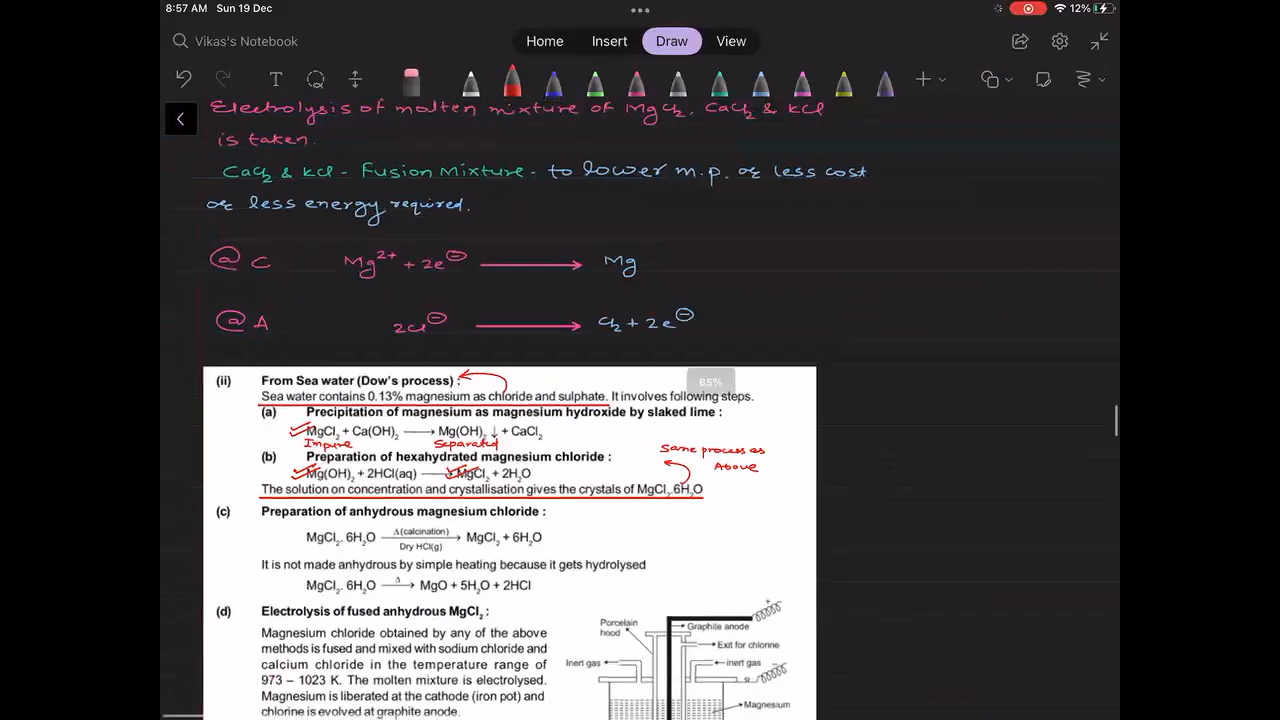 8:57 AM Sun 19 Dec
12%
Vikas's Notebook
Home Insert Draw View
Electrolysis of molten mixture of MgCl2, CaCl2 & KCl
is taken.
CaCl2 & KCl - Fusion Mixture - to lower m.p. or less cost
or less energy required.
@ C Mg2+ + 2e⊖ ⟶ Mg
@ A 2Cl⊖ ⟶ Cl2 + 2e⊖
65%
(ii) From Sea water (Dow's process) :
Sea water contains 0.13% magnesium as chloride and sulphate. It involves following steps.
(a) Precipitation of magnesium as magnesium hydroxide by slaked lime :
MgCl2 + Ca(OH)2 ⟶ Mg(OH)2 ↓ + CaCl2
Impure Separated
(b) Preparation of hexahydrated magnesium chloride :
Same process as
Above
Mg(OH)2 + 2HCl(aq) ⟶ MgCl2 + 2H2O
The solution on concentration and crystallisation gives the crystals of MgCl2.6H2O
(c) Preparation of anhydrous magnesium chloride :
Δ(calcination)
MgCl2. 6H2O ⟶ MgCl2 + 6H2O
Dry HCl(g)
It is not made anhydrous by simple heating because it gets hydrolysed
MgCl2. 6H2O Δ⟶ MgO + 5H2O + 2HCl
(d) Electrolysis of fused anhydrous MgCl2 :
Magnesium chloride obtained by any of the above
methods is fused and mixed with sodium chloride and
calcium chloride in the temperature range of
973 – 1023 K. The molten mixture is electrolysed.
Magnesium is liberated at the cathode (iron pot) and
chlorine is evolved at graphite anode.
Porcelain
hood
Graphite anode
+
Exit for chlorine
Inert gas
inert gas
–
Magnesium